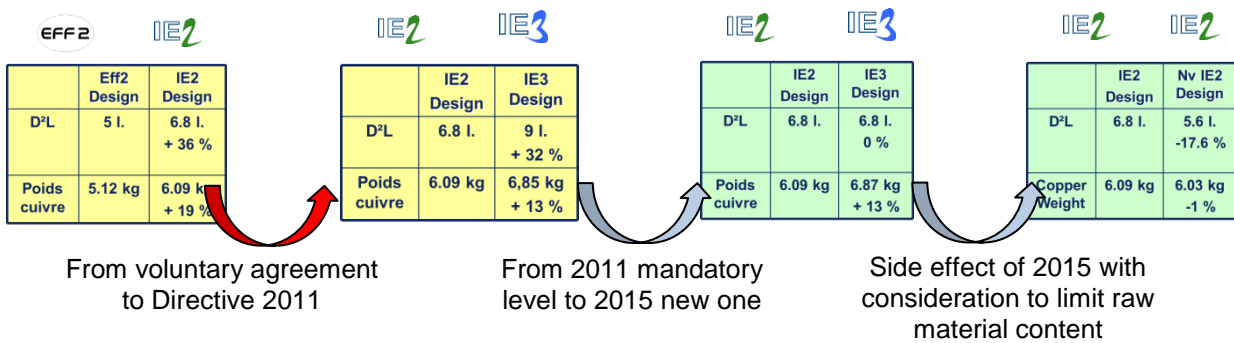 EFF 2 IE2
Eff2 Design IE2 Design
D²L 5 l. 6.8 l.
+ 36 %
Poids cuivre 5.12 kg 6.09 kg
+ 19 %
IE2 IE3
IE2 Design IE3 Design
D²L 6.8 l. 9 l.
+ 32 %
Poids cuivre 6.09 kg 6,85 kg
+ 13 %
IE2 IE3
IE2 Design IE3 Design
D²L 6.8 l. 6.8 l.
0 %
Poids cuivre 6.09 kg 6.87 kg
+ 13 %
IE2 IE2
IE2 Design Nv IE2 Design
D²L 6.8 l. 5.6 l.
-17.6 %
Copper Weight 6.09 kg 6.03 kg
-1 %
From voluntary agreement
to Directive 2011
From 2011 mandatory
level to 2015 new one
Side effect of 2015 with
consideration to limit raw
material content